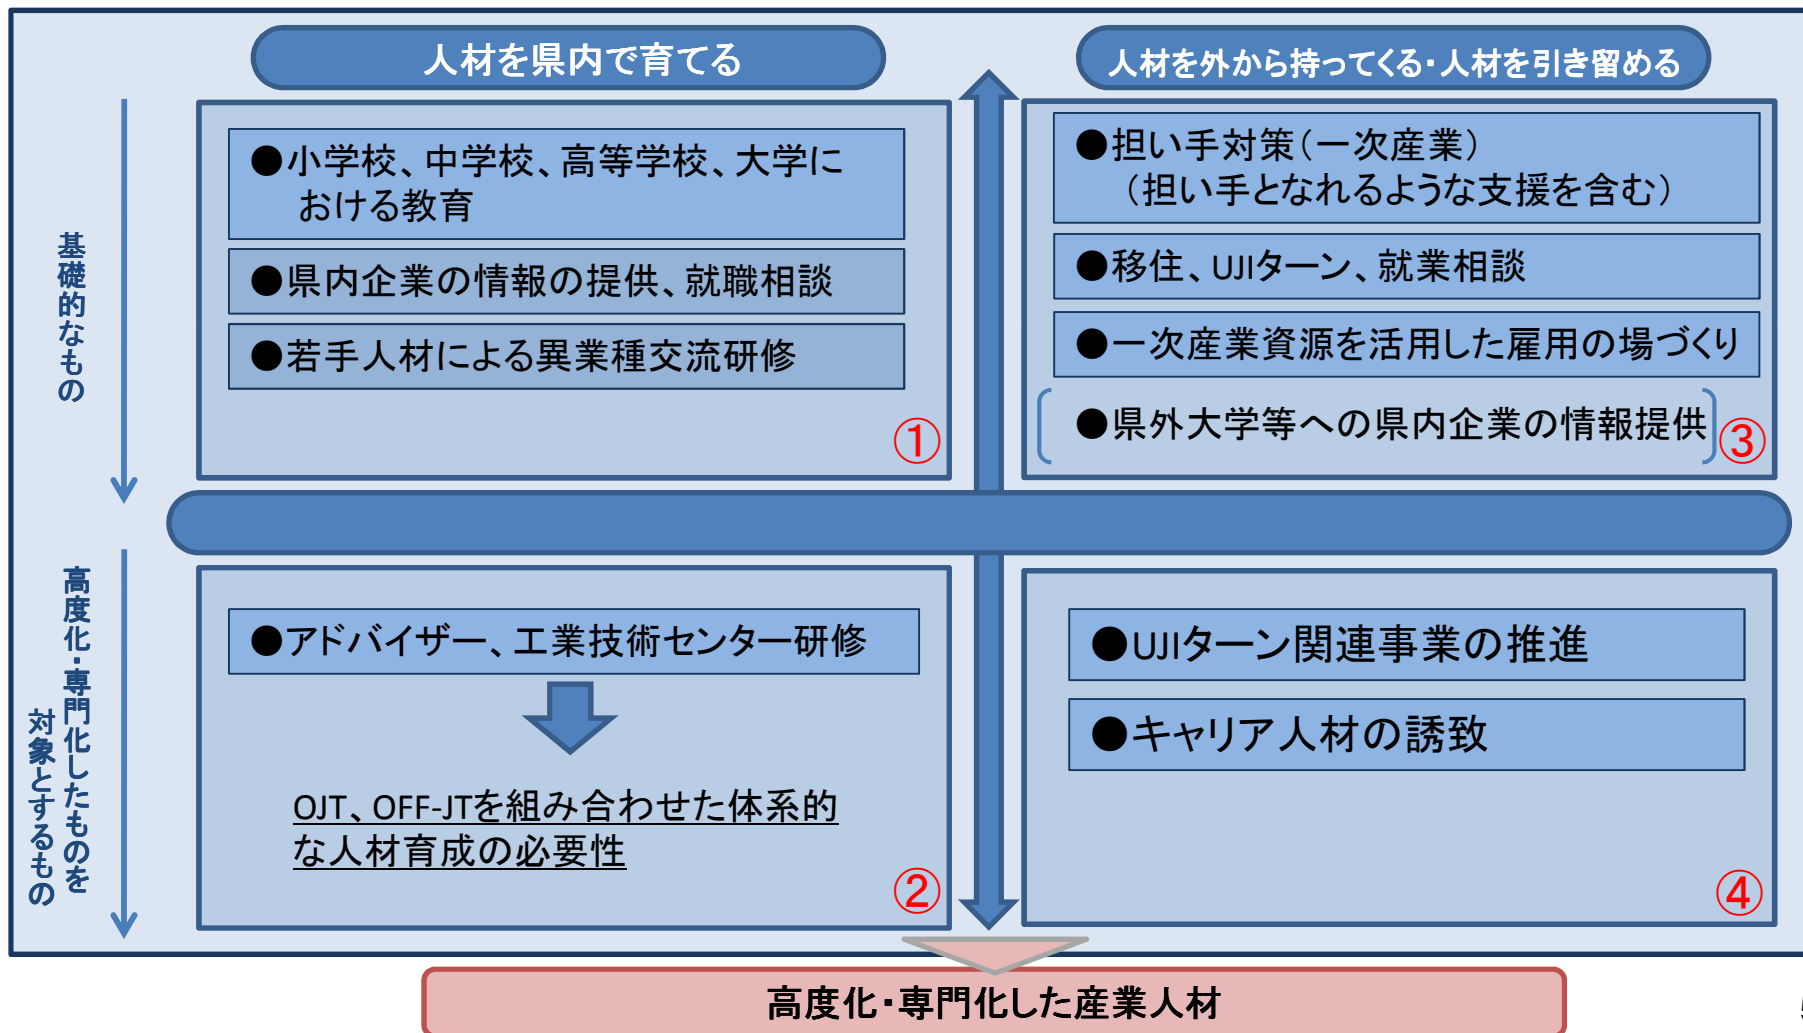 人材を県内で育てる
人材を外から持ってくる・人材を引き留める
基礎的なもの
●小学校、中学校、高等学校、大学に
おける教育
●県内企業の情報の提供、就職相談
●若手人材による異業種交流研修
①
●担い手対策（一次産業）
（担い手となれるような支援を含む）
●移住、UJIターン、就業相談
●一次産業資源を活用した雇用の場づくり
●県外大学等への県内企業の情報提供
③
高度化・専門化したものを
対象とするもの
●アドバイザー、工業技術センター研修
OJT、OFF-JTを組み合わせた体系的
な人材育成の必要性
②
●UJIターン関連事業の推進
●キャリア人材の誘致
④
高度化・専門化した産業人材